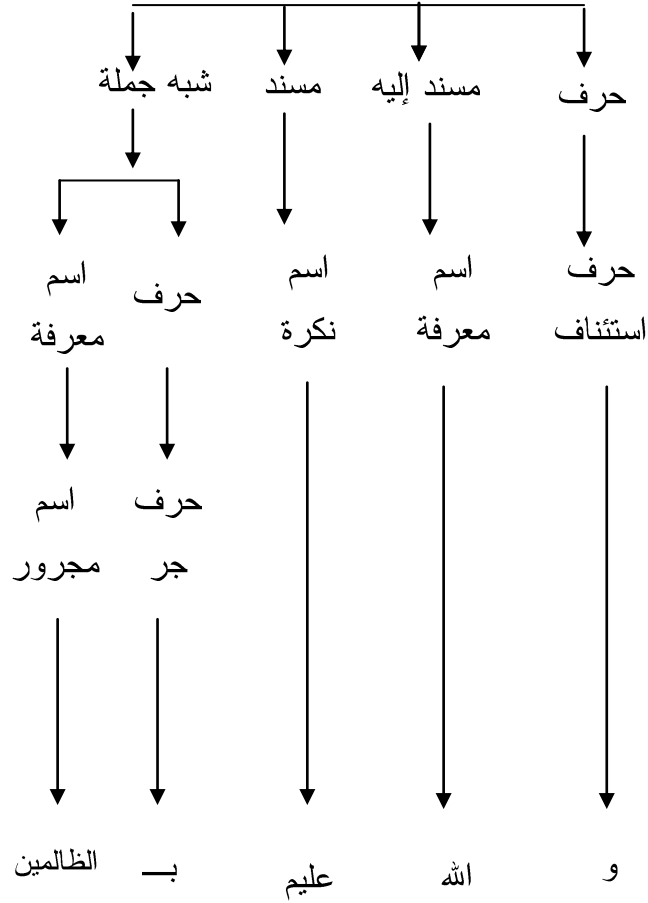 حرف مسند إليه مسند شبه جملة
حرف اسم اسم حرف اسم
استئناف معرفة نكرة معرفة
حرف اسم
جر مجرور
و الله عليم بـ الظالمين